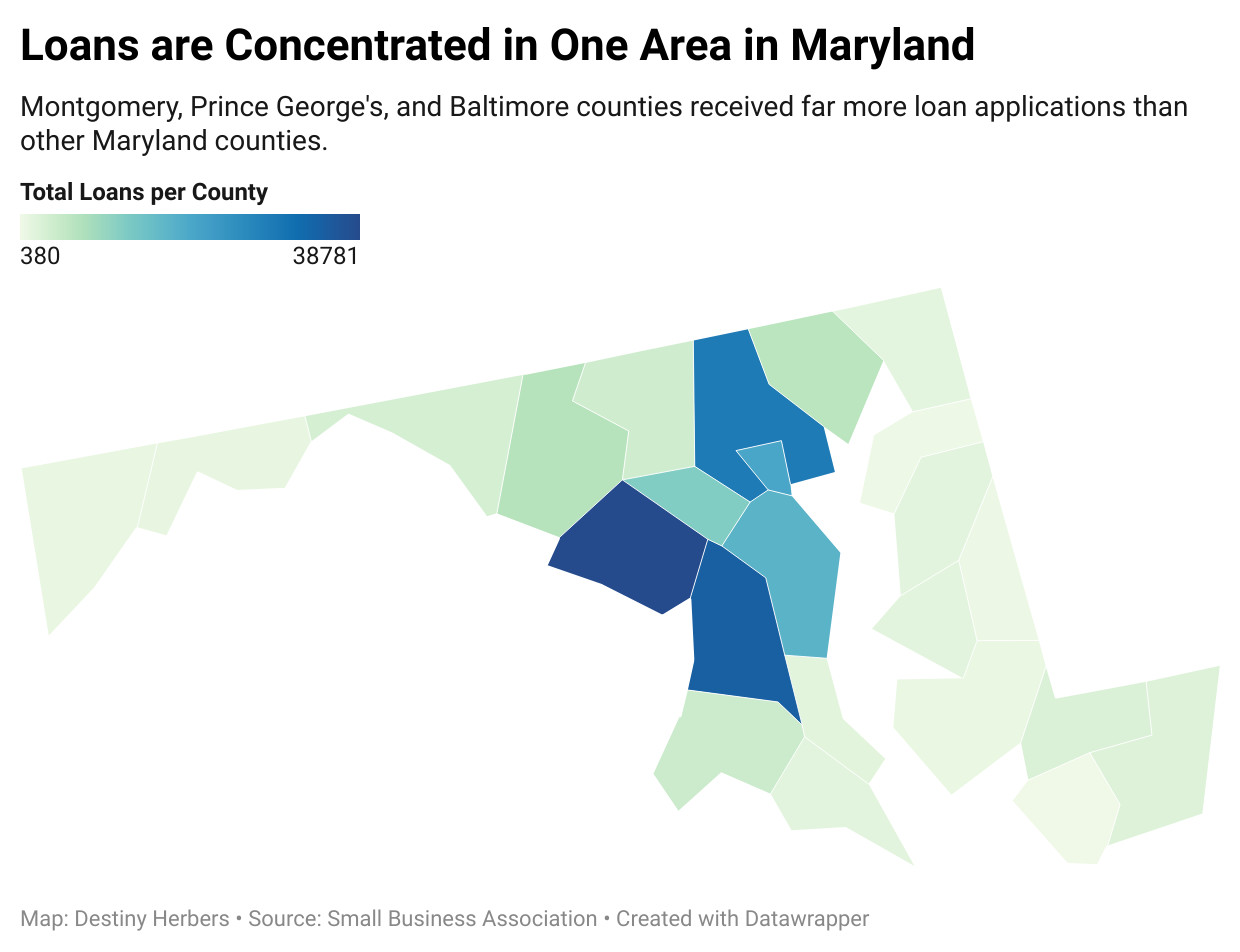 Loans are Concentrated in One Area in Maryland
Montgomery, Prince George's, and Baltimore counties received far more loan applications than
other Maryland counties.
Total Loans per County
380 38781
Map: Destiny Herbers • Source: Small Business Association • Created with Datawrapper